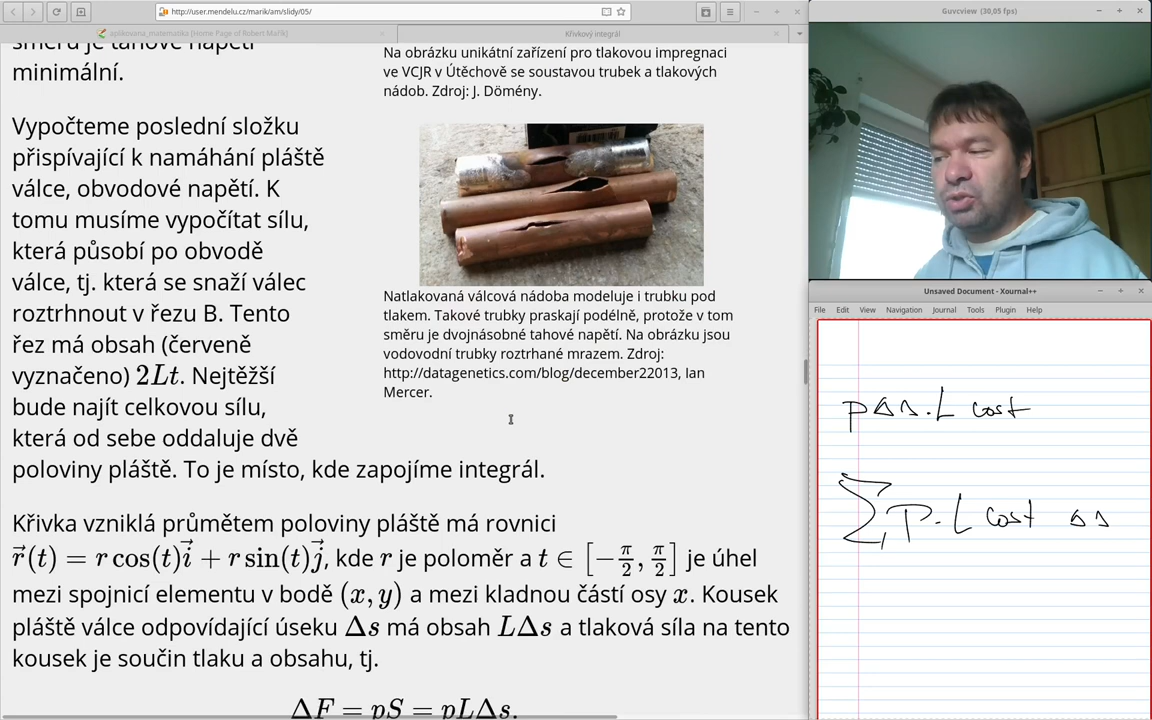 http://user.mendelu.cz/marik/am/slidy/05/
aplikovana_matematika [Home Page of Robert Mařík]
Křivkový integrál
směru je tahové napětí
minimální.
Vypočteme poslední složku
přispívající k namáhání pláště
válce, obvodové napětí. K
tomu musíme vypočítat sílu,
která působí po obvodě
válce, tj. která se snaží válec
roztrhnout v řezu B. Tento
řez má obsah (červeně
vyznačeno) 2Lt. Nejtěžší
bude najít celkovou sílu,
která od sebe oddaluje dvě
poloviny pláště. To je místo, kde zapojíme integrál.
Na obrázku unikátní zařízení pro tlakovou impregnaci
ve VCJR v Útěchově se soustavou trubek a tlakových
nádob. Zdroj: J. Dömény.
Natlakovaná válcová nádoba modeluje i trubku pod
tlakem. Takové trubky praskají podélně, protože v tom
směru je dvojnásobné tahové napětí. Na obrázku jsou
vodovodní trubky roztrhané mrazem. Zdroj:
http://datagenetics.com/blog/december22013, Ian
Mercer.
Křivka vzniklá průmětem poloviny pláště má rovnici
r⃗(t) = r cos(t)i⃗ + r sin(t)j⃗, kde r je poloměr a t ∈ [−π/2, π/2] je úhel
mezi spojnicí elementu v bodě (x, y) a mezi kladnou částí osy x. Kousek
pláště válce odpovídající úseku Δs má obsah LΔs a tlaková síla na tento
kousek je součin tlaku a obsahu, tj.
ΔF = pS = pLΔs.
Guvcview (30,05 fps)
Unsaved Document - Xournal++
File Edit View Navigation Journal Tools Plugin Help
pΔs.L cost
∑ p.L cost Δs